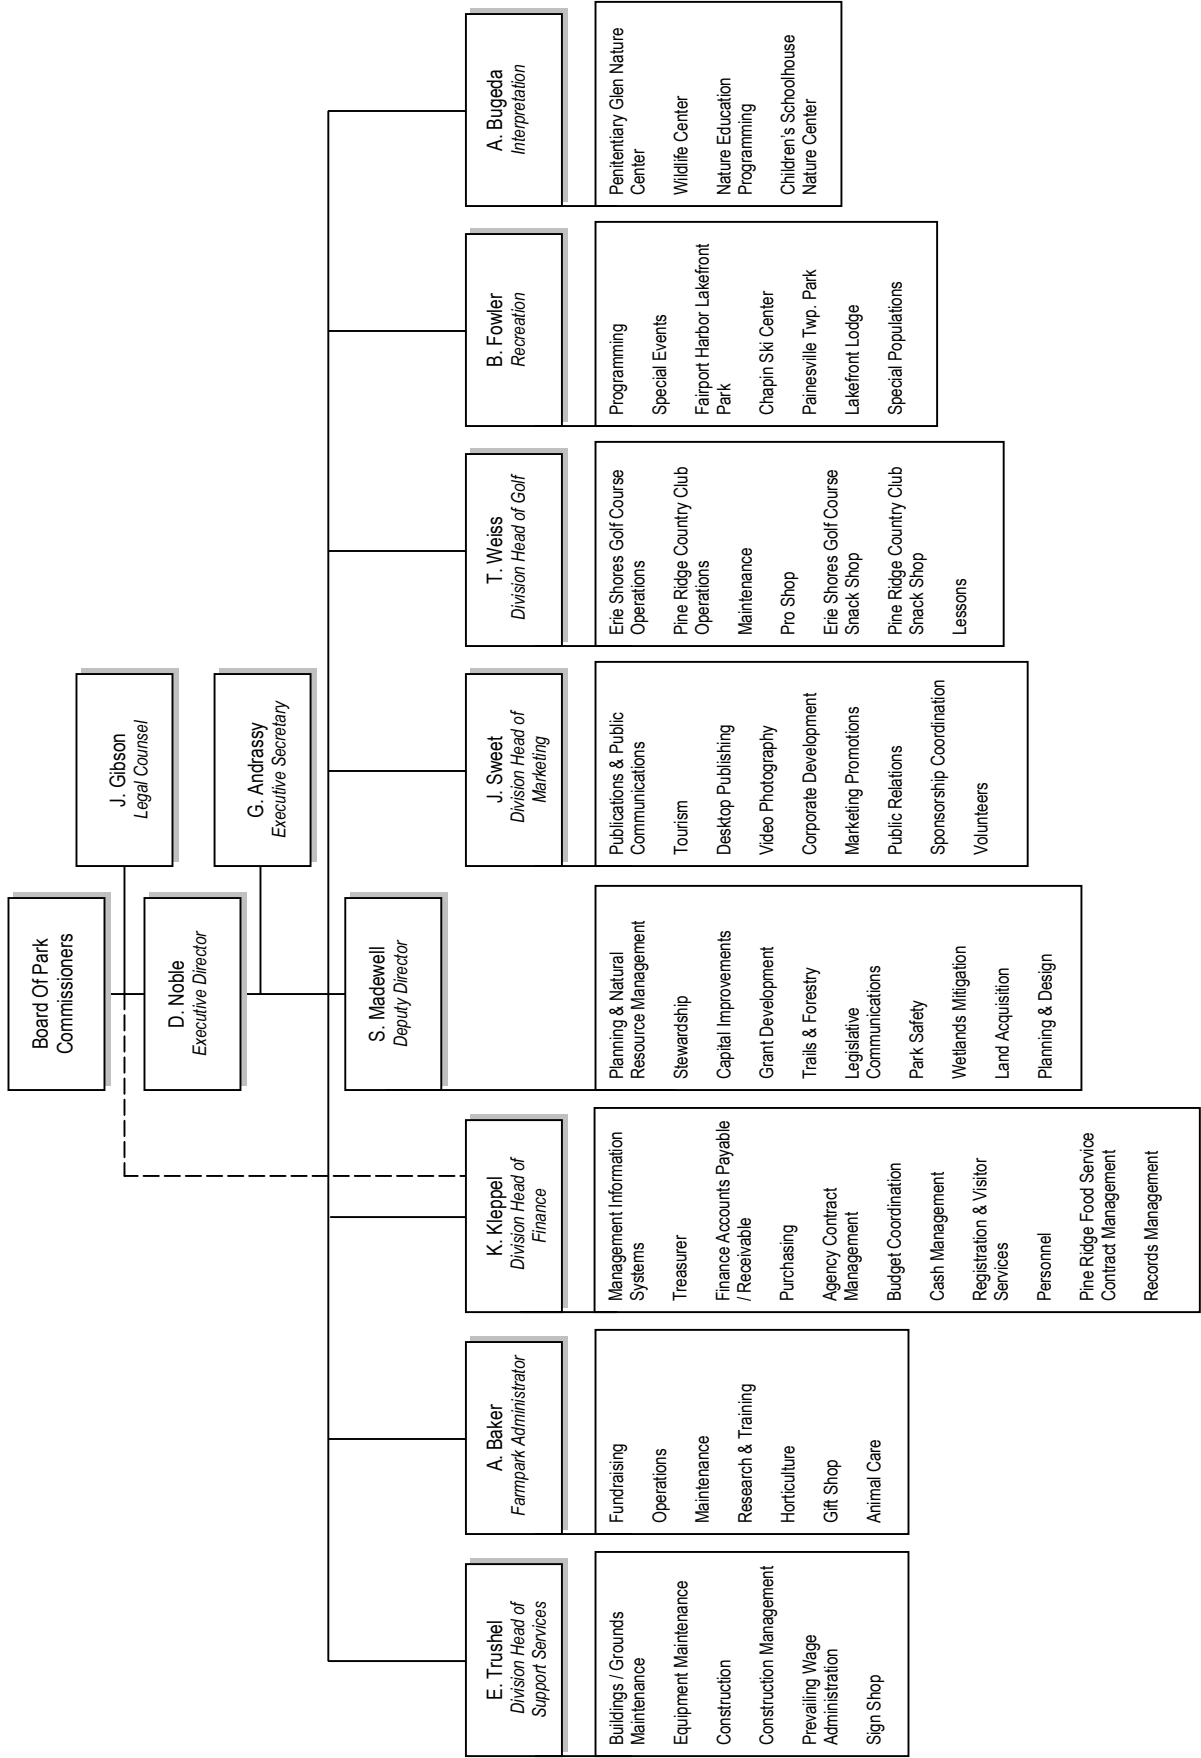 Board Of Park
Commissioners
J. Gibson
Legal Counsel
D. Noble
Executive Director
G. Andrassy
Executive Secretary
S. Madewell
Deputy Director
E. Trushel
Division Head of
Support Services
A. Baker
Farmpark Administrator
K. Kleppel
Division Head of
Finance
J. Sweet
Division Head of
Marketing
T. Weiss
Division Head of Golf
B. Fowler
Recreation
A. Bugeda
Interpretation
Buildings / Grounds
Maintenance
Equipment Maintenance
Construction
Construction Management
Prevailing Wage
Administration
Sign Shop
Fundraising
Operations
Maintenance
Research & Training
Horticulture
Gift Shop
Animal Care
Management Information
Systems
Treasurer
Finance Accounts Payable
/ Receivable
Purchasing
Agency Contract
Management
Budget Coordination
Cash Management
Registration & Visitor
Services
Personnel
Pine Ridge Food Service
Contract Management
Records Management
Planning & Natural
Resource Management
Stewardship
Capital Improvements
Grant Development
Trails & Forestry
Legislative
Communications
Park Safety
Wetlands Mitigation
Land Acquisition
Planning & Design
Publications & Public
Communications
Tourism
Desktop Publishing
Video Photography
Corporate Development
Marketing Promotions
Public Relations
Sponsorship Coordination
Volunteers
Erie Shores Golf Course
Operations
Pine Ridge Country Club
Operations
Maintenance
Pro Shop
Erie Shores Golf Course
Snack Shop
Pine Ridge Country Club
Snack Shop
Lessons
Programming
Special Events
Fairport Harbor Lakefront
Park
Chapin Ski Center
Painesville Twp. Park
Lakefront Lodge
Special Populations
Penitentiary Glen Nature
Center
Wildlife Center
Nature Education
Programming
Children's Schoolhouse
Nature Center